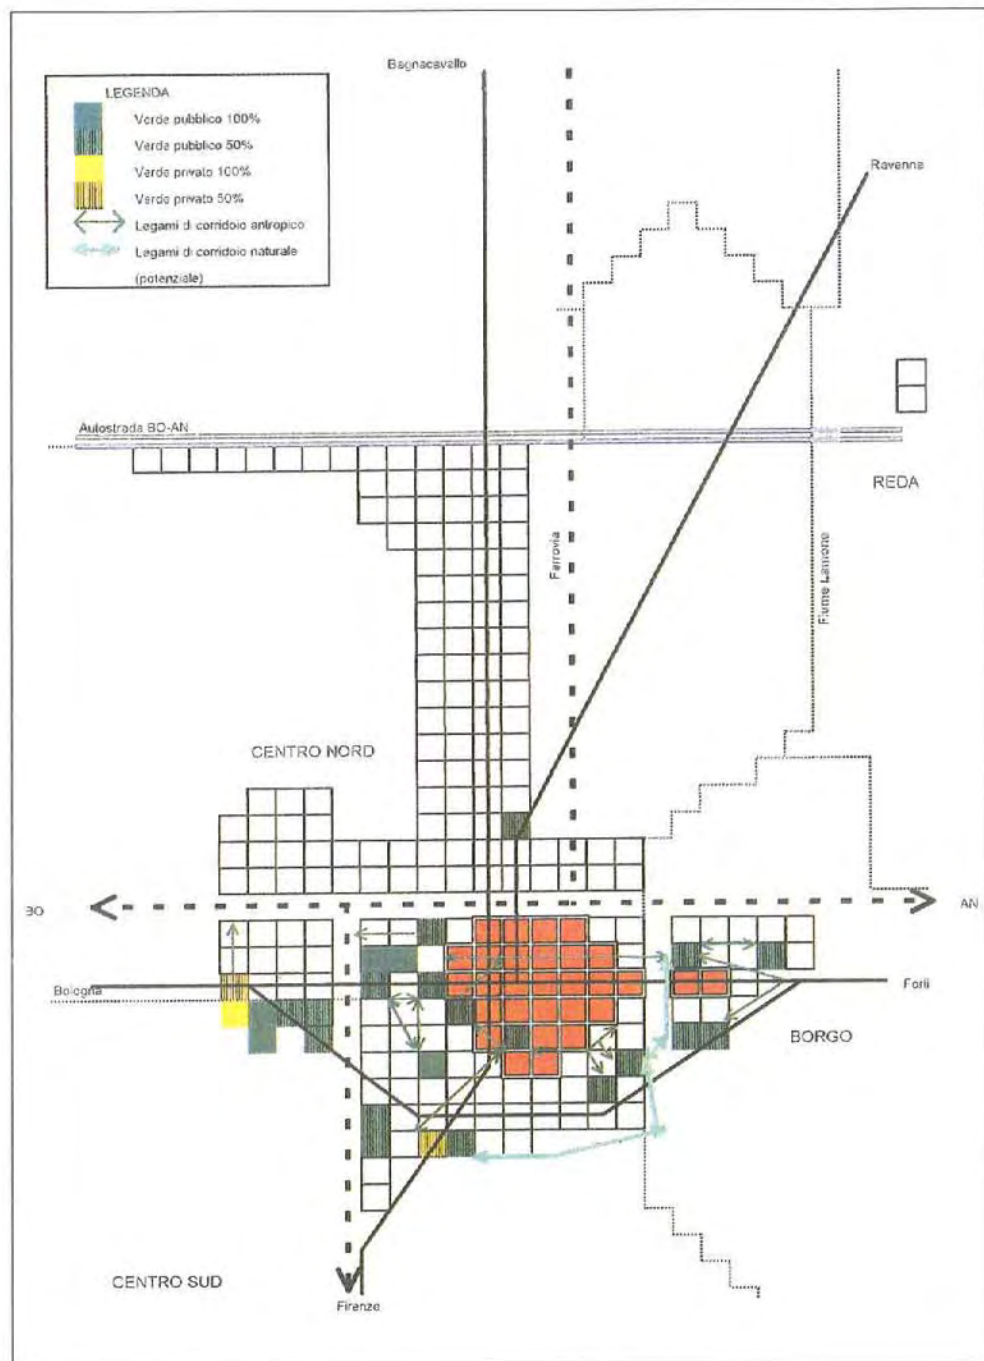 Bagnacavallo
LEGENDA
Verde pubblico 100%
Verde pubblico 50%
Verde privato 100%
Verde privato 50%
Legami di corridoio antropico
Legami di corridoio naturale
(potenziale)
Ravenna
Autostrada BO-AN
REDA
Ferrovia
Fiume Lamone
CENTRO NORD
BO
AN
Bologna
Forlì
BORGO
CENTRO SUD
Firenze